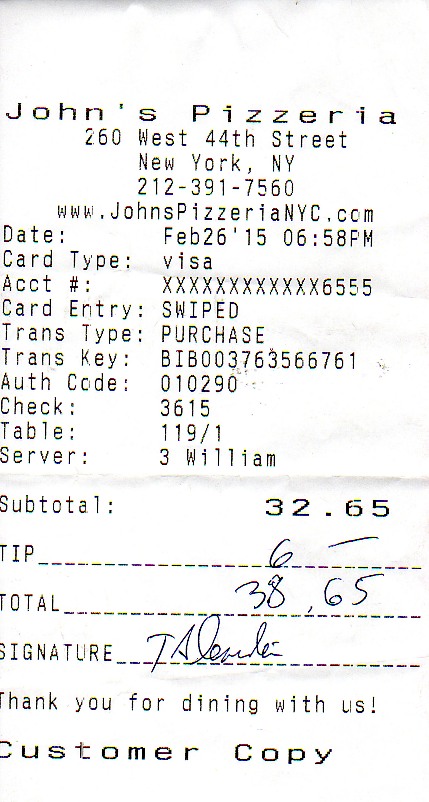 John's Pizzeria
260 West 44th Street
New York, NY
212-391-7560
www.JohnsPizzeriaNYC.com
Date: Feb26'15 06:58PM
Card Type: visa
Acct #: XXXXXXXXXXXX6555
Card Entry: SWIPED
Trans Type: PURCHASE
Trans Key: BIB003763566761
Auth Code: 010290
Check: 3615
Table: 119/1
Server: 3 William
Subtotal: 32.65
TIP 6 —
TOTAL 38.65
SIGNATURE
Thank you for dining with us!
Customer Copy